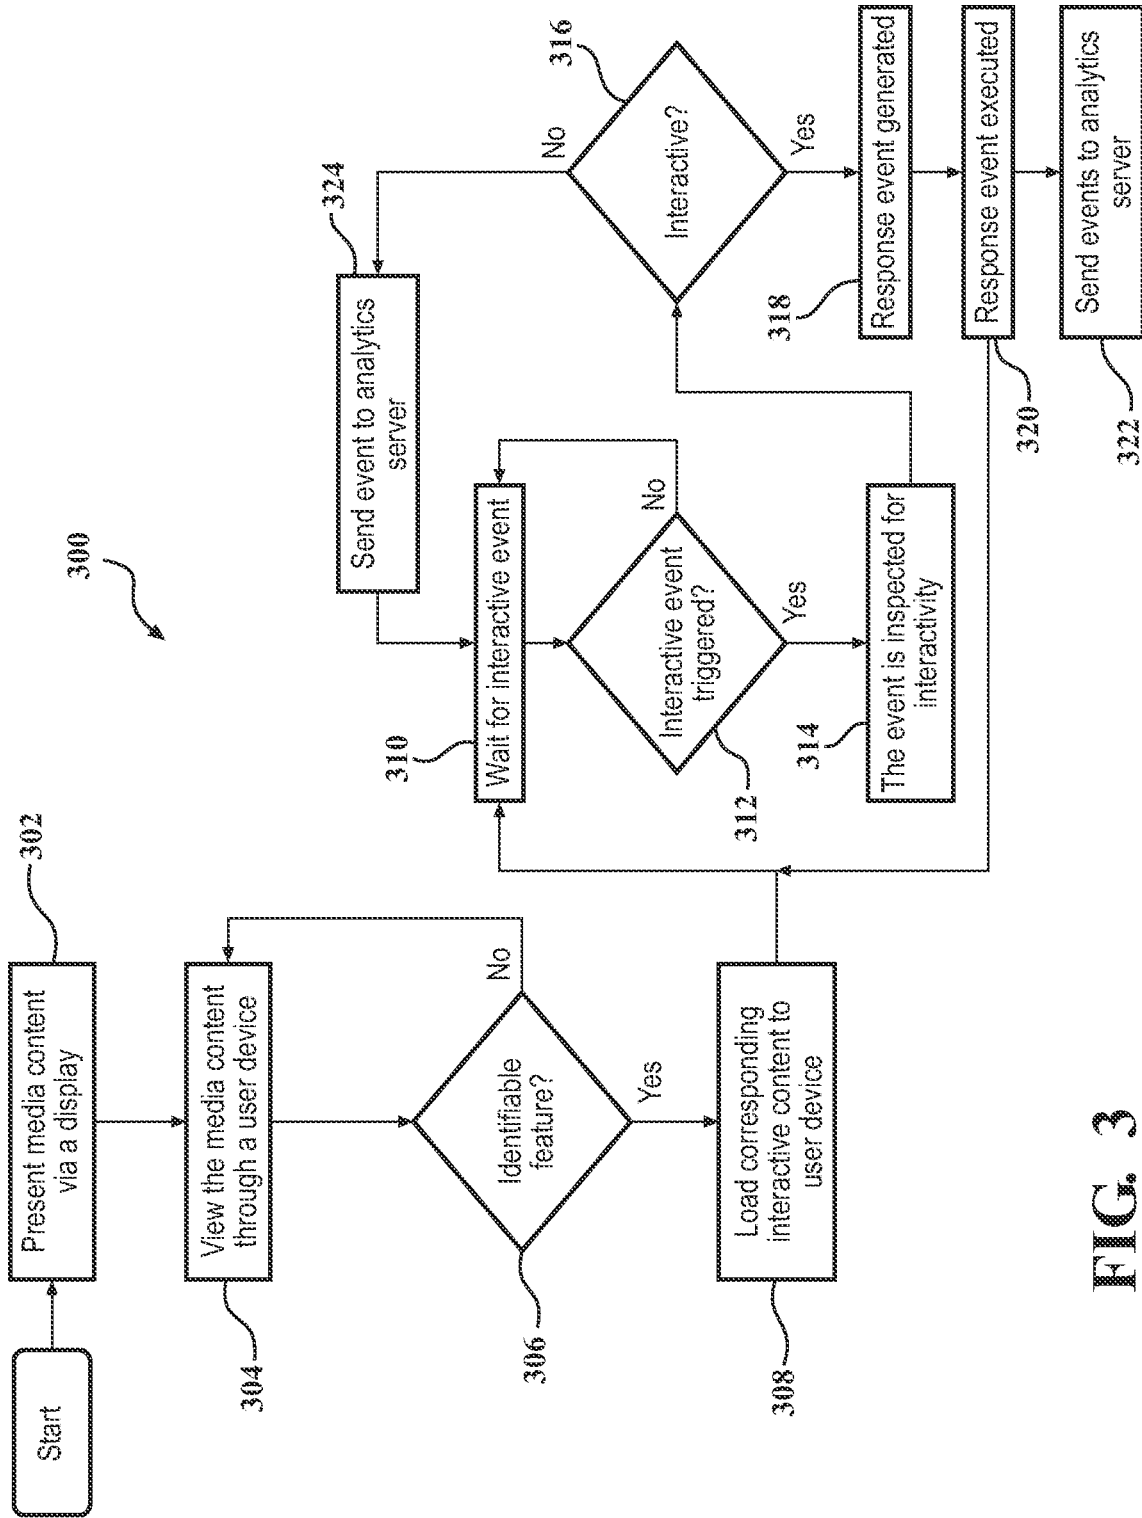 300
Start
Present media content
via a display
302
View the media content
through a user device
304
Identifiable
feature?
306
No
Yes
Load corresponding
interactive content to
user device
308
Wait for interactive event
310
Interactive event
triggered?
312
No
Yes
The event is inspected for
interactivity
314
Interactive?
316
No
Yes
Send event to analytics
server
324
Response event generated
318
Response event executed
320
Send events to analytics
server
322
FIG. 3